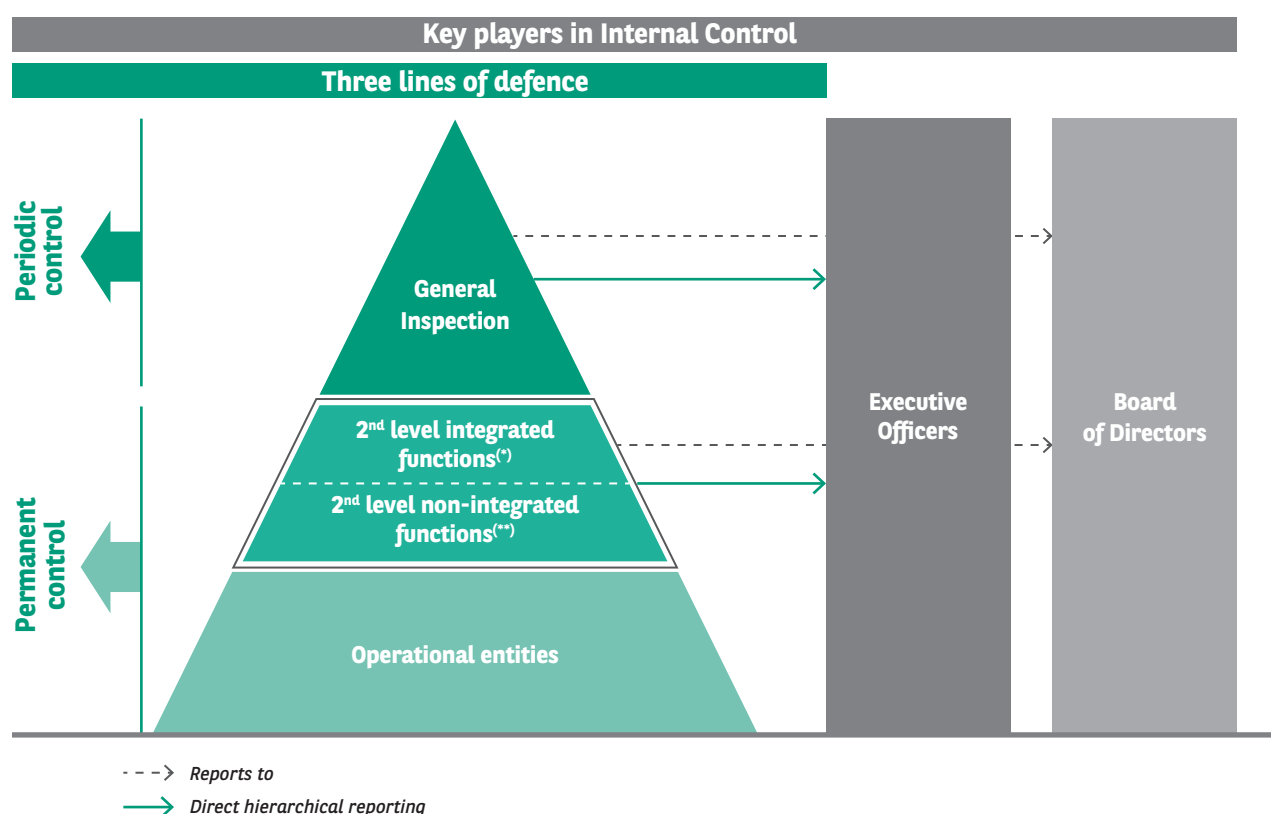 Key players in Internal Control
Three lines of defence
Periodic
control
General
Inspection
Executive
Officers
Board
of Directors
2nd level integrated
functions(*)
2nd level non-integrated
functions(**)
Permanent
control
Operational entities
Reports to
Direct hierarchical reporting